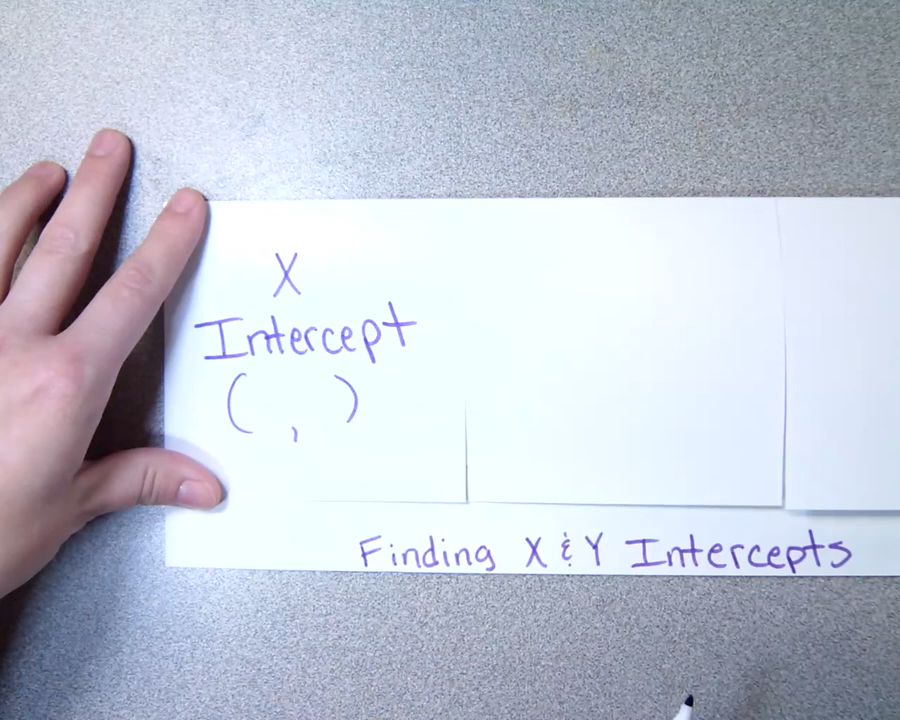 X
Intercept
( , )
Finding X & Y Intercepts